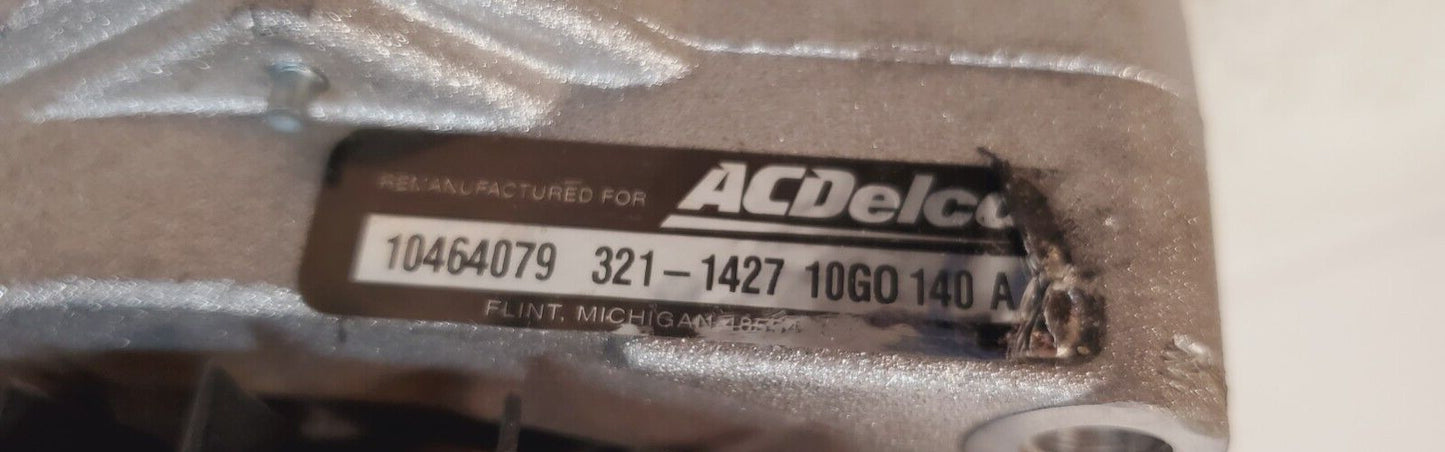 REMANUFACTURED FOR ACDelco
10464079 321-1427 10G0 140 A
FLINT, MICHIGAN